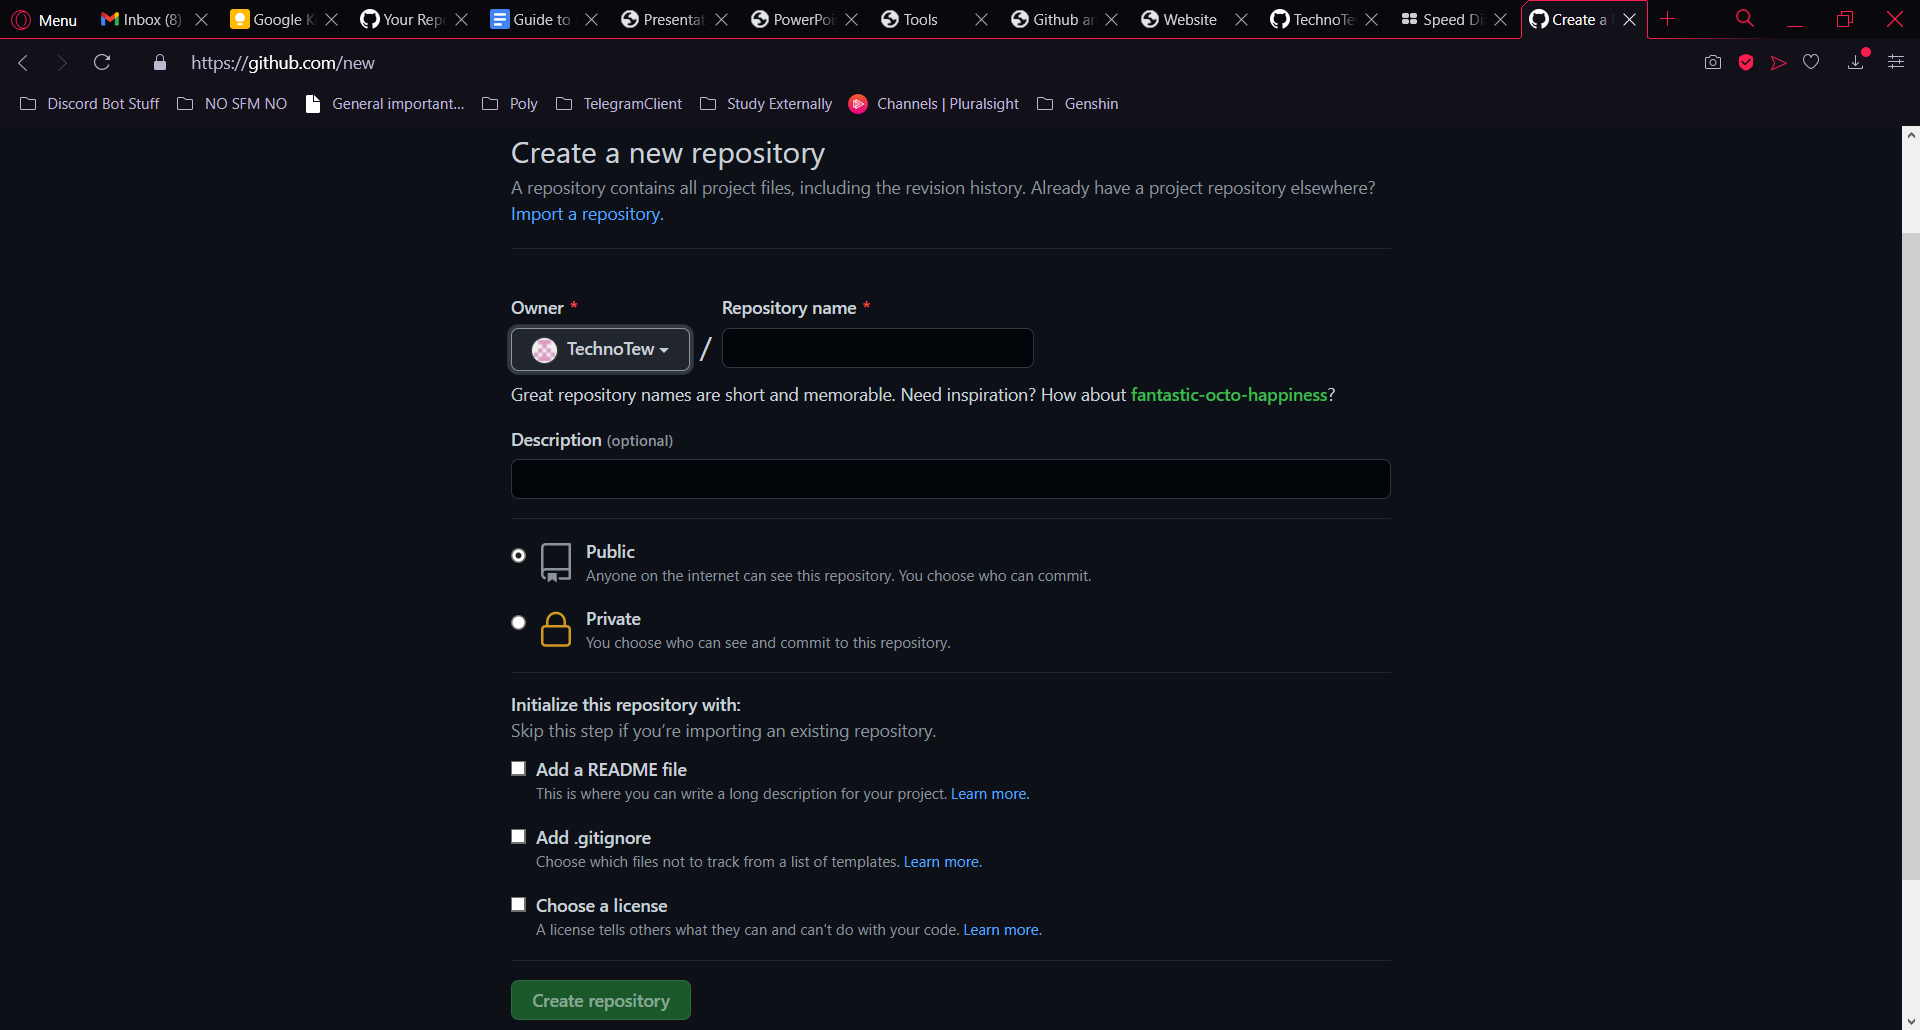 Menu
Inbox (8)
Google K
Your Rep
Guide to
Presentat
PowerPoi
Tools
Github an
Website
TechnoTe
Speed Di
Create a
https://github.com/new
Discord Bot Stuff
NO SFM NO
General important...
Poly
TelegramClient
Study Externally
Channels | Pluralsight
Genshin
Create a new repository
A repository contains all project files, including the revision history. Already have a project repository elsewhere?
Import a repository.
Owner *
Repository name *
TechnoTew /
Great repository names are short and memorable. Need inspiration? How about fantastic-octo-happiness?
Description (optional)
Public
Anyone on the internet can see this repository. You choose who can commit.
Private
You choose who can see and commit to this repository.
Initialize this repository with:
Skip this step if you’re importing an existing repository.
Add a README file
This is where you can write a long description for your project. Learn more.
Add .gitignore
Choose which files not to track from a list of templates. Learn more.
Choose a license
A license tells others what they can and can't do with your code. Learn more.
Create repository